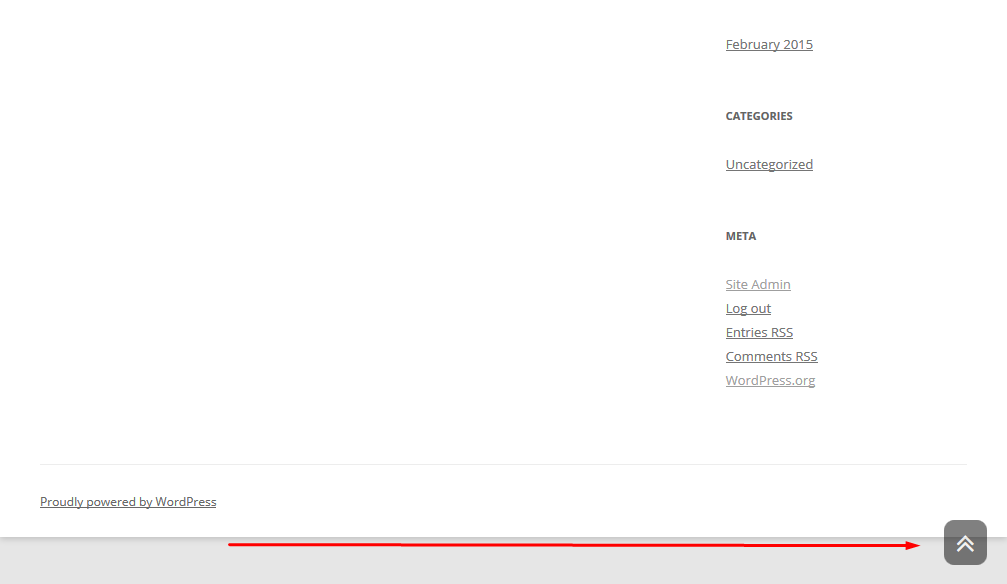 February 2015
CATEGORIES
Uncategorized
META
Site Admin
Log out
Entries RSS
Comments RSS
WordPress.org
Proudly powered by WordPress